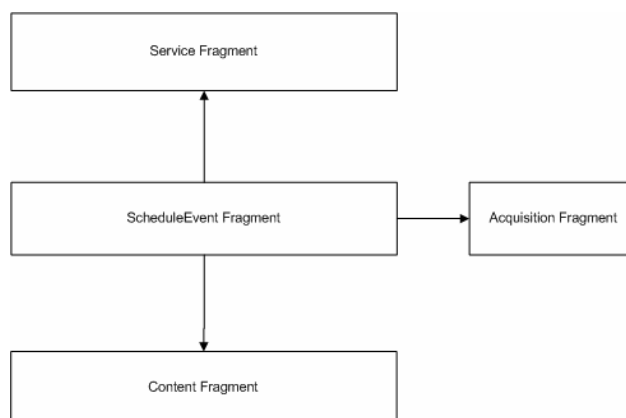 Service Fragment
ScheduleEvent Fragment
Acquisition Fragment
Content Fragment